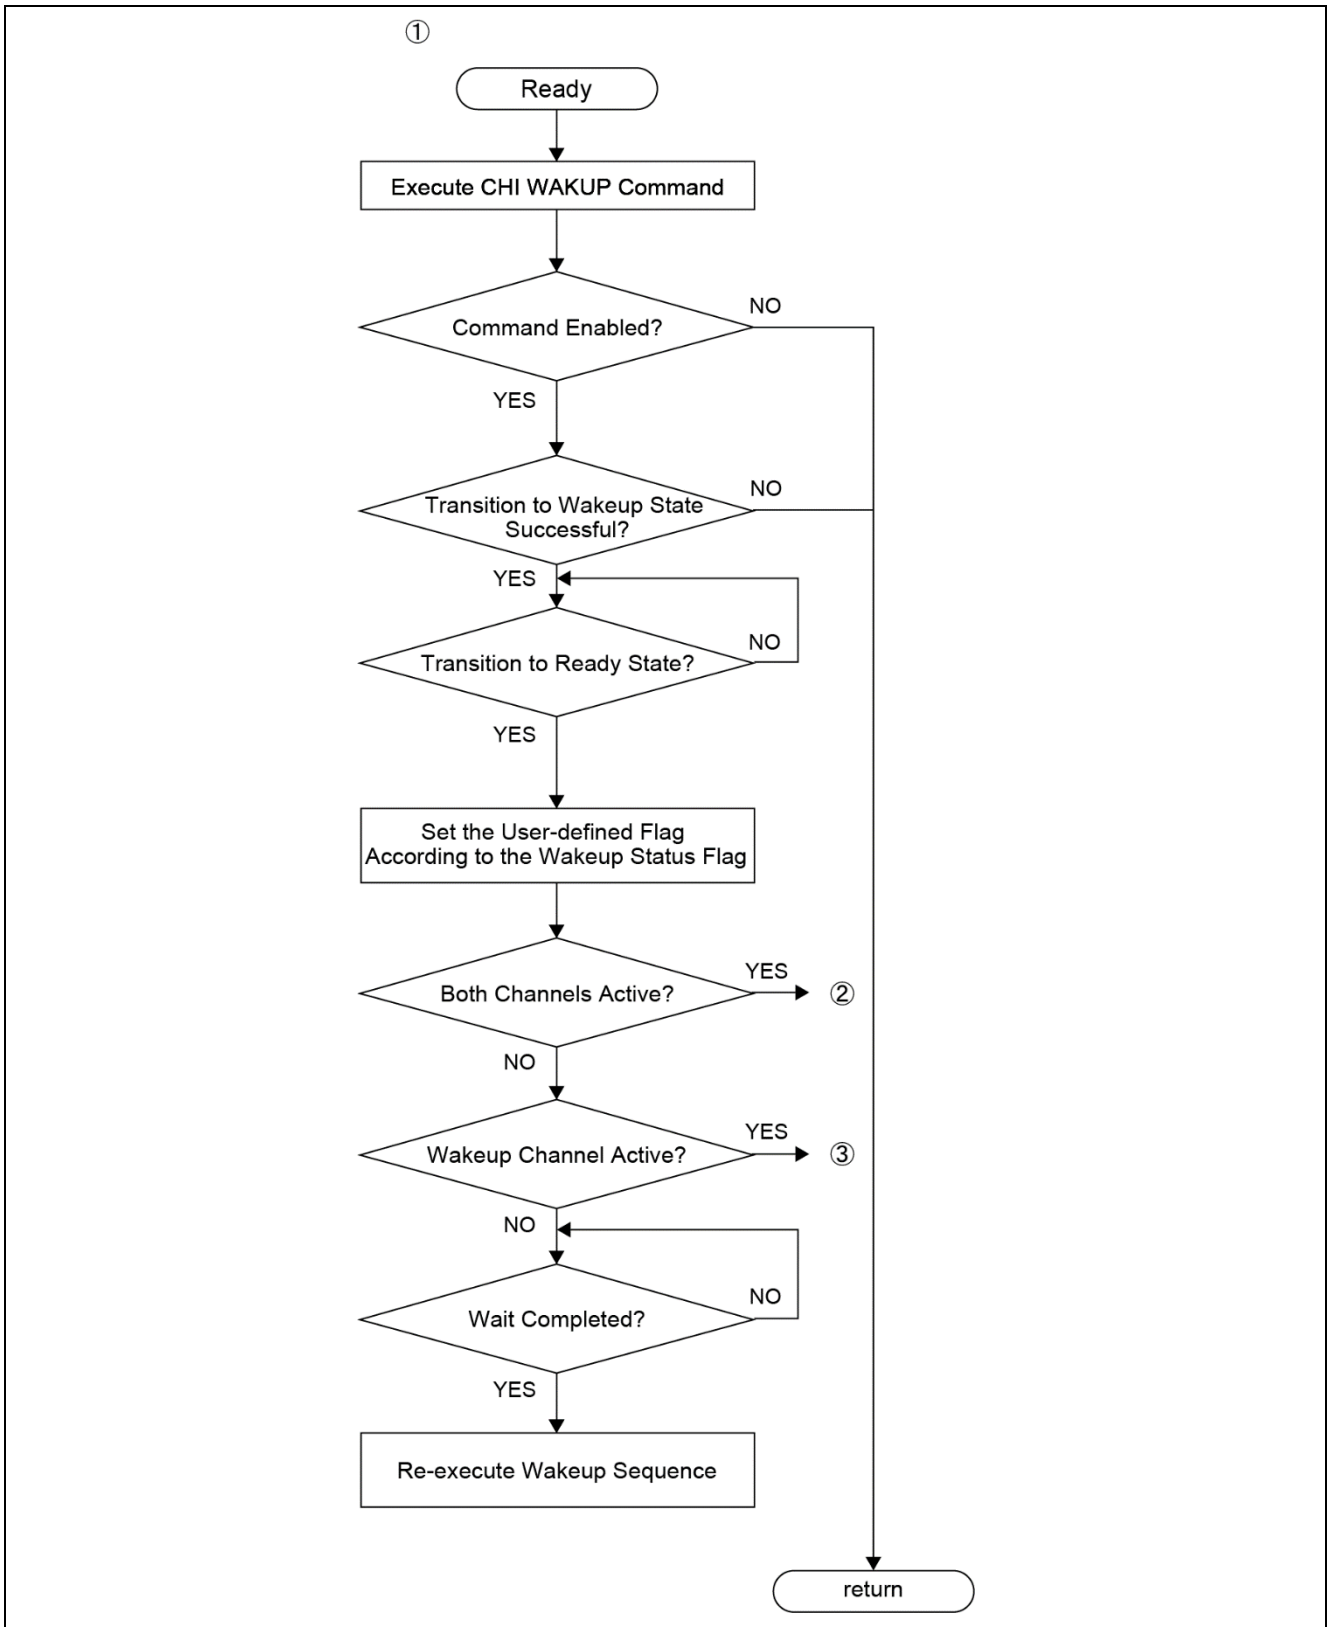 ①
Ready
Execute CHI WAKUP Command
Command Enabled?
NO
YES
Transition to Wakeup State
Successful?
NO
YES
Transition to Ready State?
NO
YES
Set the User-defined Flag
According to the Wakeup Status Flag
Both Channels Active?
YES
②
NO
Wakeup Channel Active?
YES
③
NO
Wait Completed?
NO
YES
Re-execute Wakeup Sequence
return